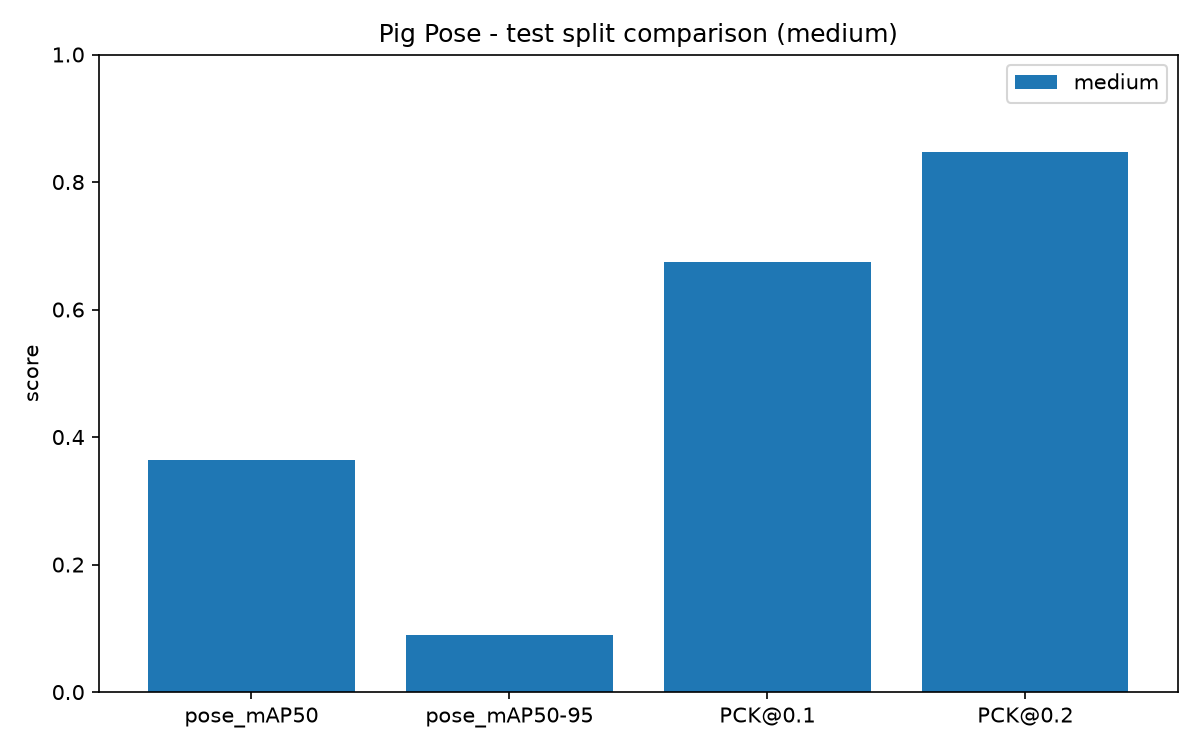 Pig Pose - test split comparison (medium)
medium
1.0
0.8
0.6
0.4
0.2
0.0
score
pose_mAP50
pose_mAP50-95
PCK@0.1
PCK@0.2